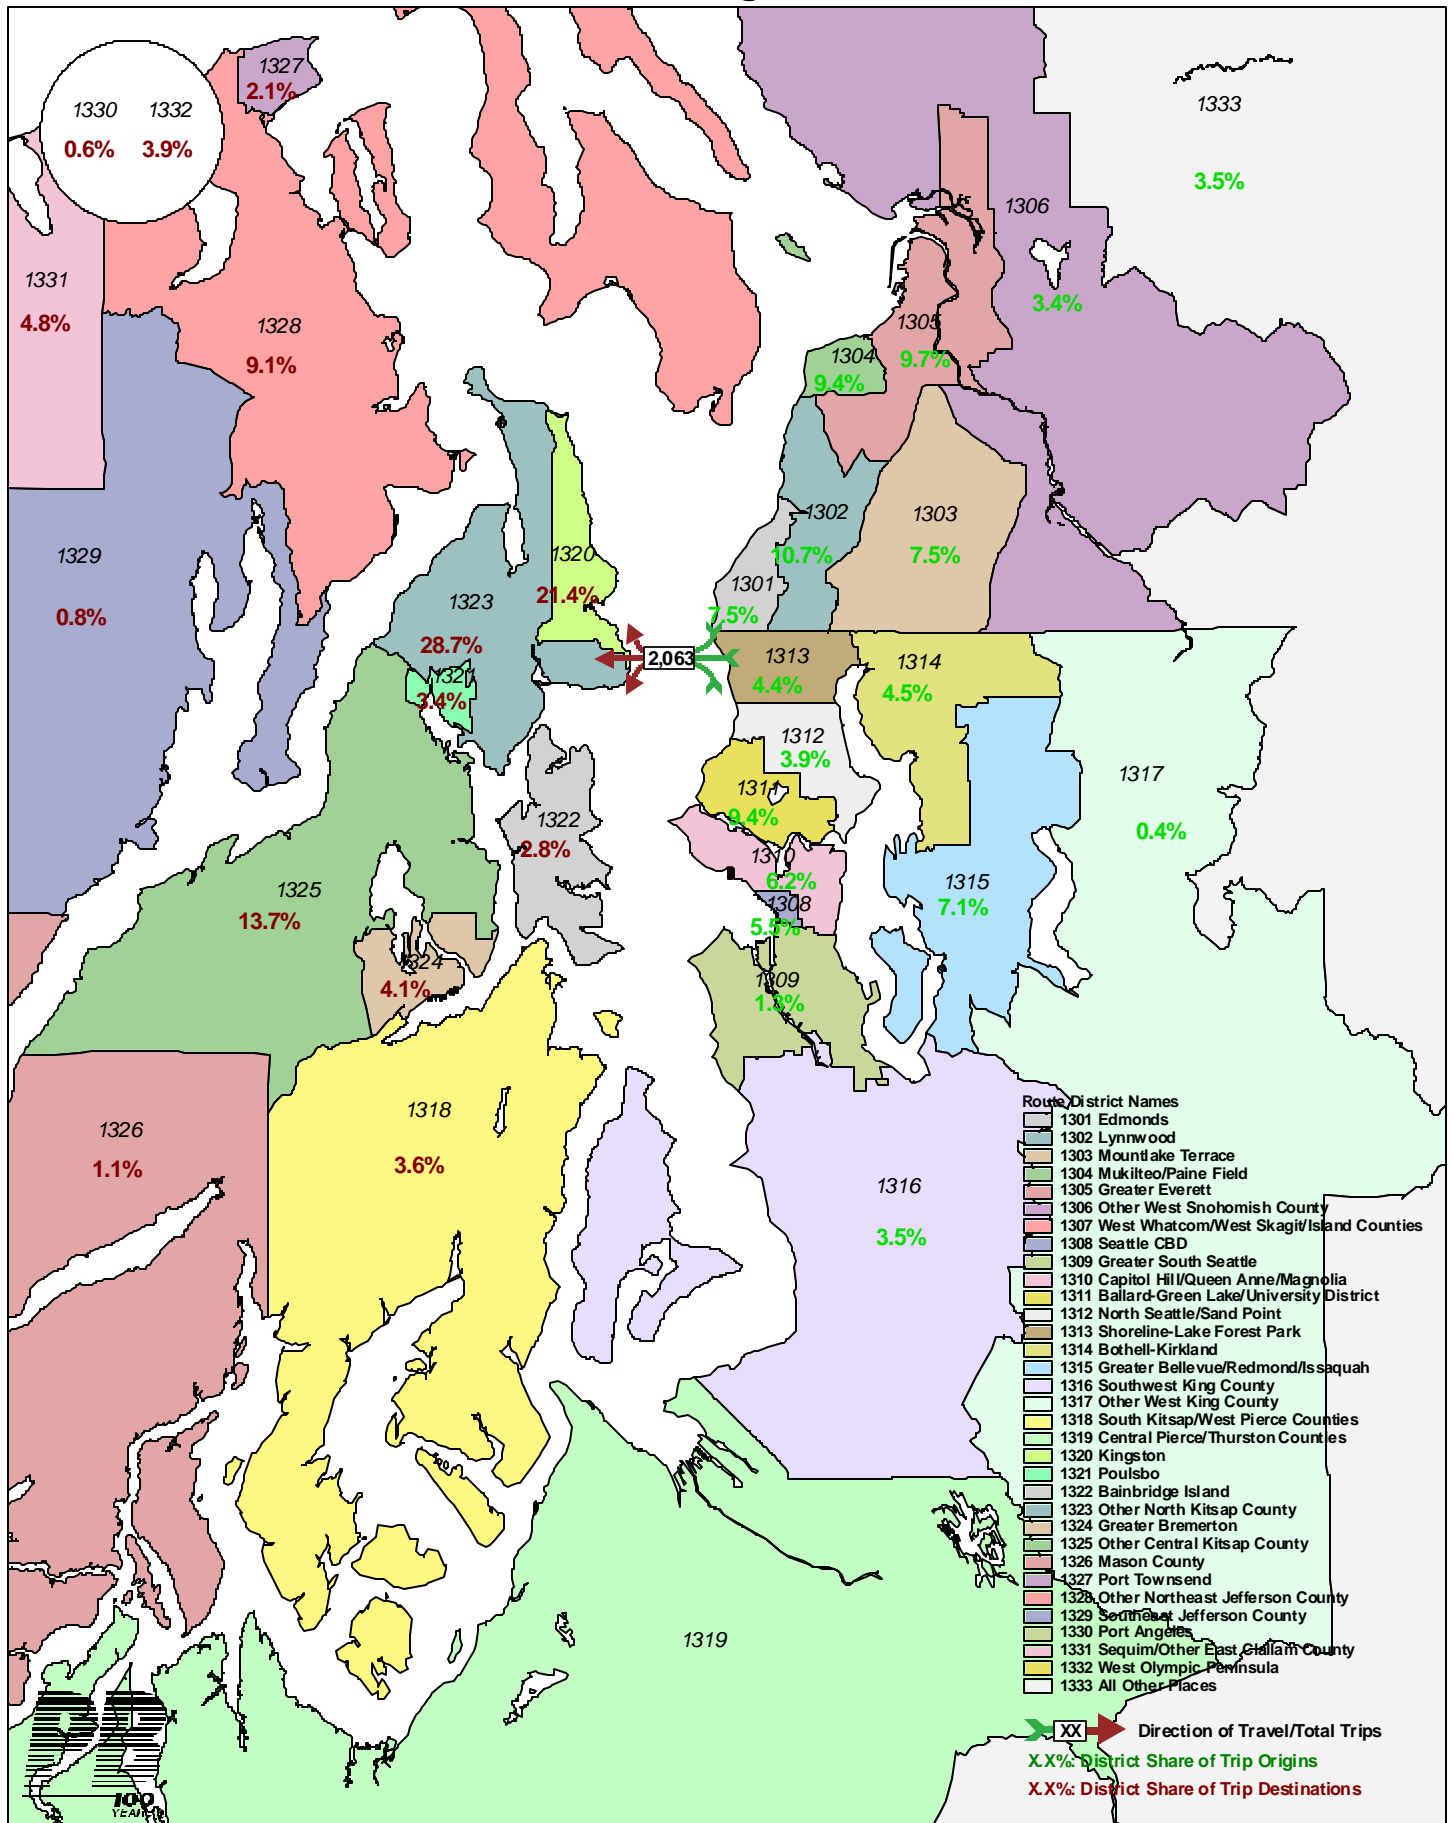 1327
2.1%
1330 1332
0.6% 3.9%
1333
3.5%
1306
3.4%
1331
4.8%
1328
9.1%
1305
9.7%
1304
9.4%
1329
0.8%
1302
10.7%
1303
7.5%
1320
21.4%
1301
7.5%
1323
28.7%
2,063
1313
4.4%
1314
4.5%
3.4%
1312
3.9%
1311
9.4%
1317
0.4%
1322
2.8%
1310
6.2%
1315
7.1%
1325
13.7%
1308
5.5%
1324
4.1%
1309
1.3%
1318
3.6%
1326
1.1%
1316
3.5%
1319
Route District Names
1301 Edmonds
1302 Lynnwood
1303 Mountlake Terrace
1304 Mukilteo/Paine Field
1305 Greater Everett
1306 Other West Snohomish County
1307 West Whatcom/West Skagit/Island Counties
1308 Seattle CBD
1309 Greater South Seattle
1310 Capitol Hill/Queen Anne/Magnolia
1311 Ballard-Green Lake/University District
1312 North Seattle/Sand Point
1313 Shoreline-Lake Forest Park
1314 Bothell-Kirkland
1315 Greater Bellevue/Redmond/Issaquah
1316 Southwest King County
1317 Other West King County
1318 South Kitsap/West Pierce Counties
1319 Central Pierce/Thurston Counties
1320 Kingston
1321 Poulsbo
1322 Bainbridge Island
1323 Other North Kitsap County
1324 Greater Bremerton
1325 Other Central Kitsap County
1326 Mason County
1327 Port Townsend
1328 Other Northeast Jefferson County
1329 Southeast Jefferson County
1330 Port Angeles
1331 Sequim/Other East Clallam County
1332 West Olympic Peninsula
1333 All Other Places
XX Direction of Travel/Total Trips
X.X%: District Share of Trip Origins
X.X%: District Share of Trip Destinations
100
YEARS